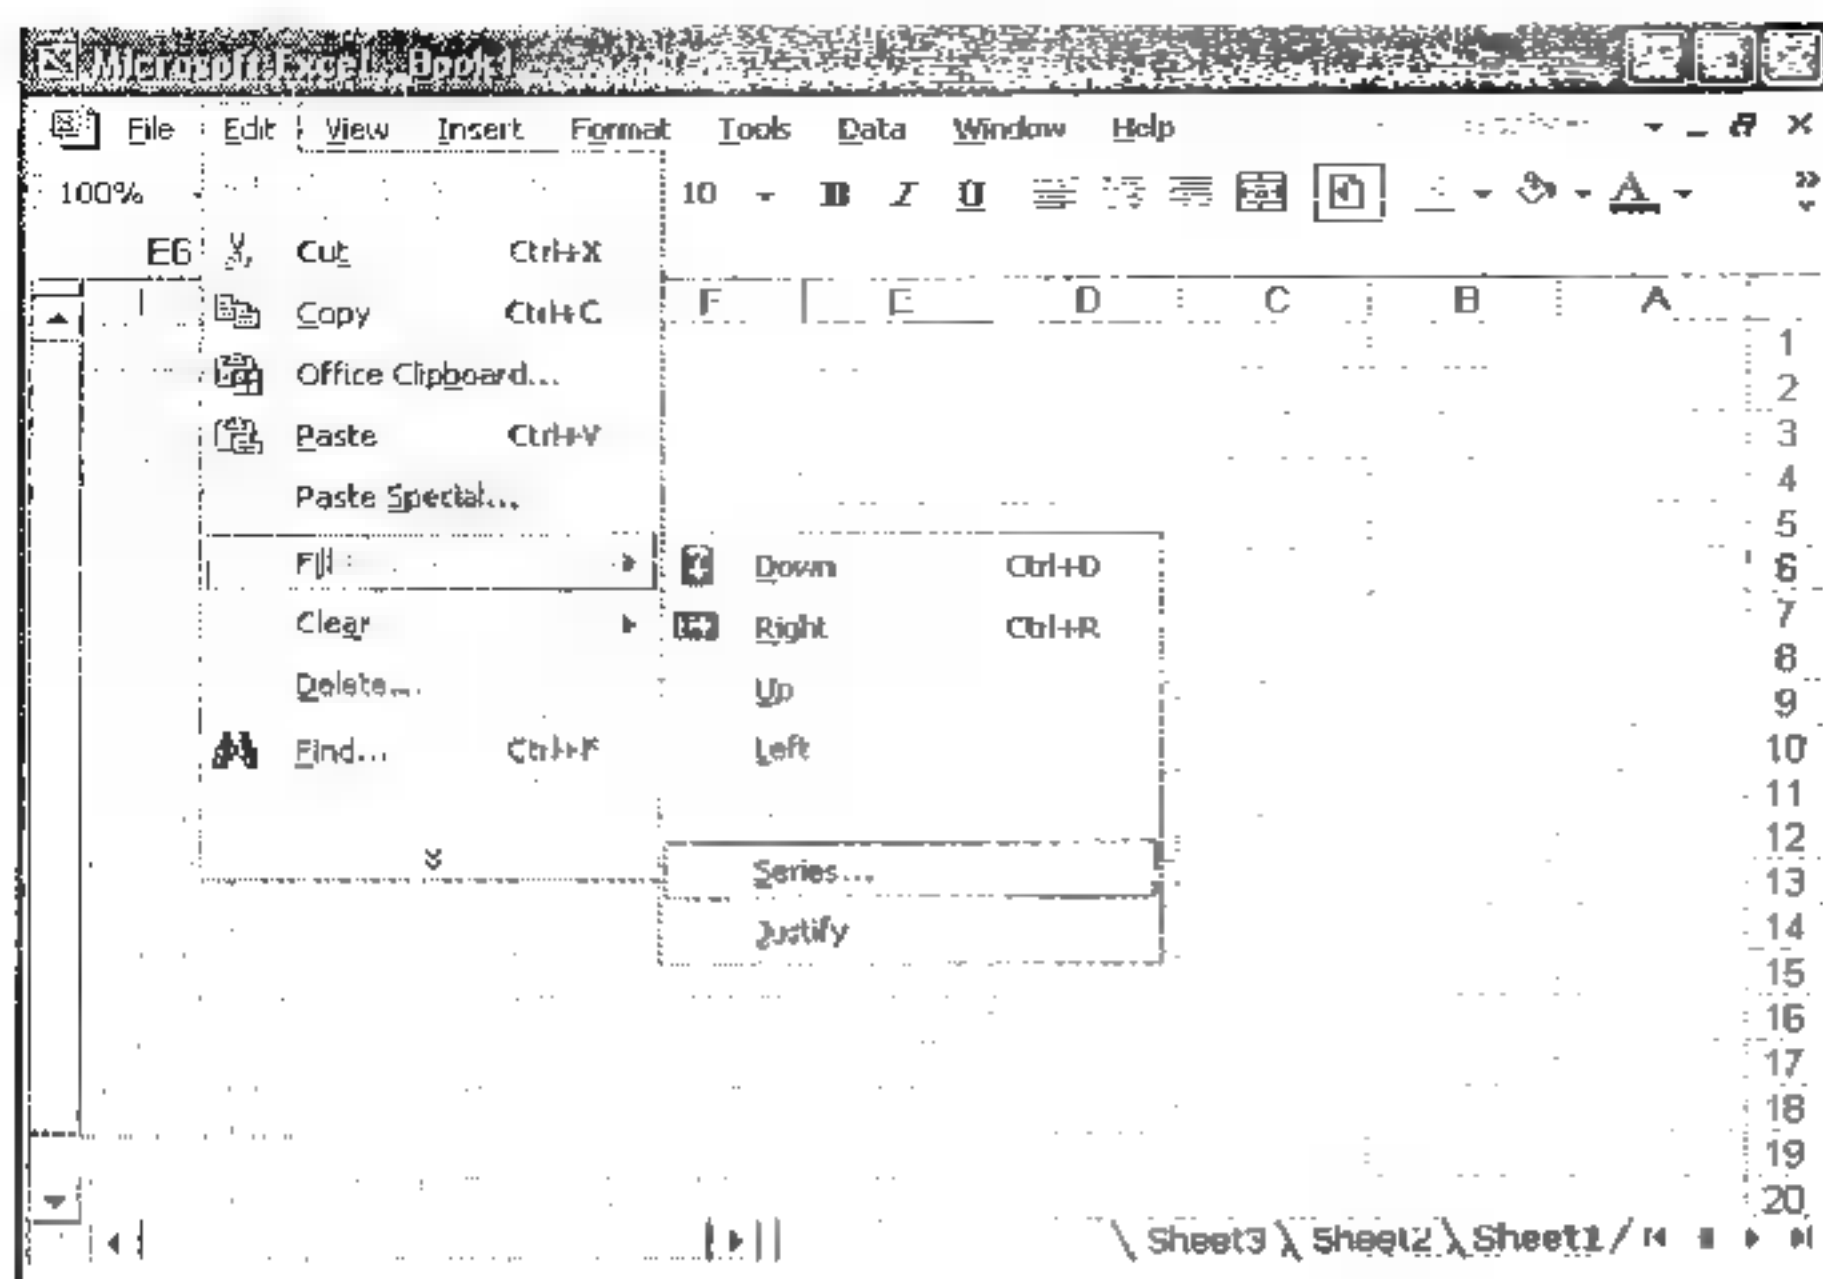 Microsoft Excel - Book1
File Edit View Insert Format Tools Data Window Help
100% 10 B I U A
E6
Cut Ctrl+X
Copy Ctrl+C
Office Clipboard...
Paste Ctrl+V
Paste Special...
Fill
Clear
Delete...
Find... Ctrl+F
Down Ctrl+D
Right Ctrl+R
Up
Left
Series...
Justify
F E D C B A
1
2
3
4
5
6
7
8
9
10
11
12
13
14
15
16
17
18
19
20
Sheet3 Sheet2 Sheet1